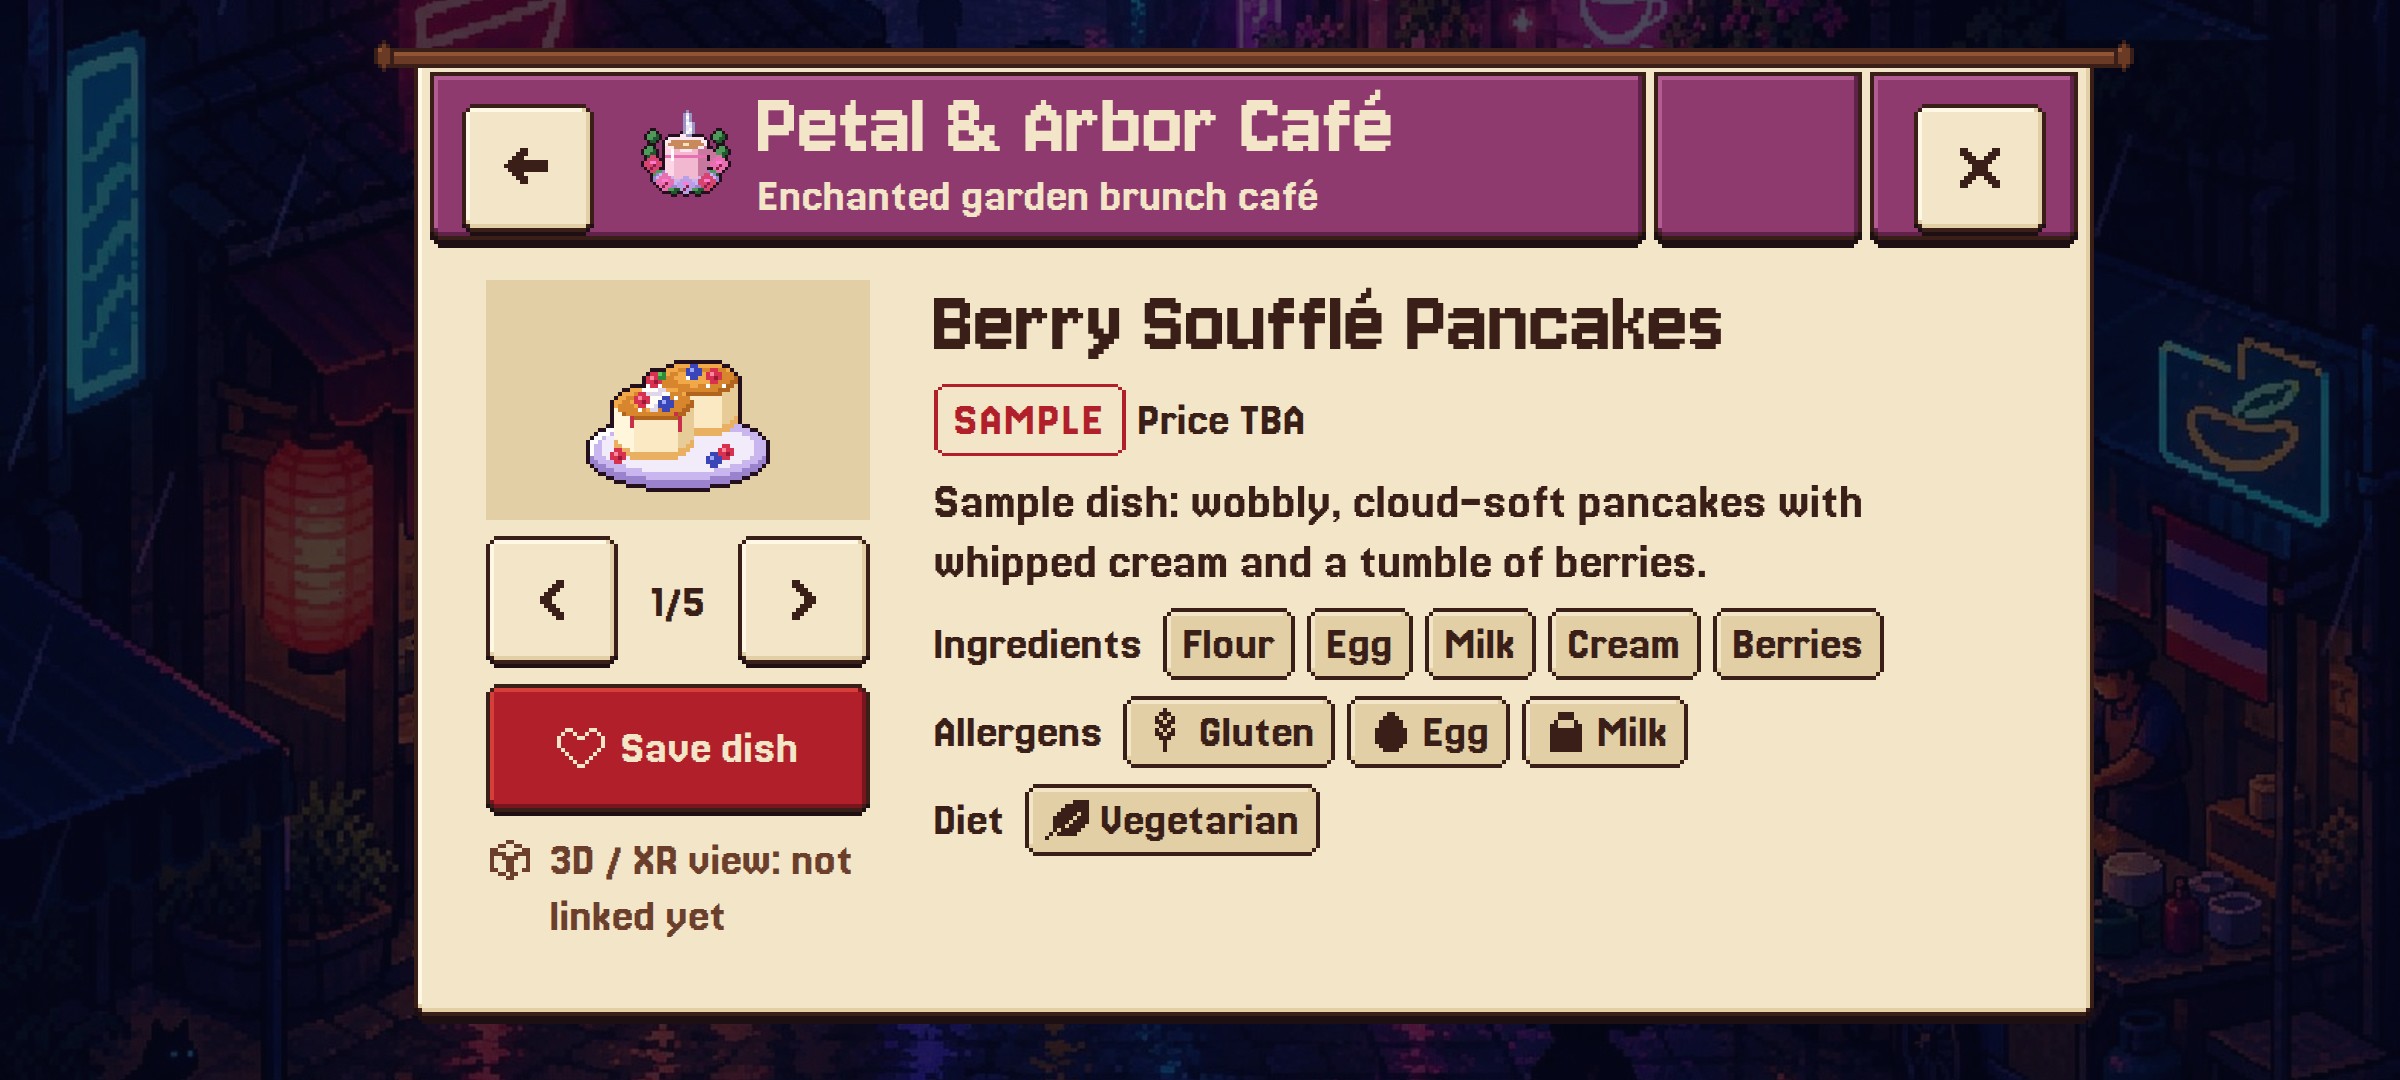 Petal & Arbor Café
Enchanted garden brunch café
Berry Soufflé Pancakes
SAMPLE Price TBA
Sample dish: wobbly, cloud-soft pancakes with
whipped cream and a tumble of berries.
Ingredients Flour Egg Milk Cream Berries
Allergens Gluten Egg Milk
Diet Vegetarian
1/5
Save dish
3D / XR view: not
linked yet